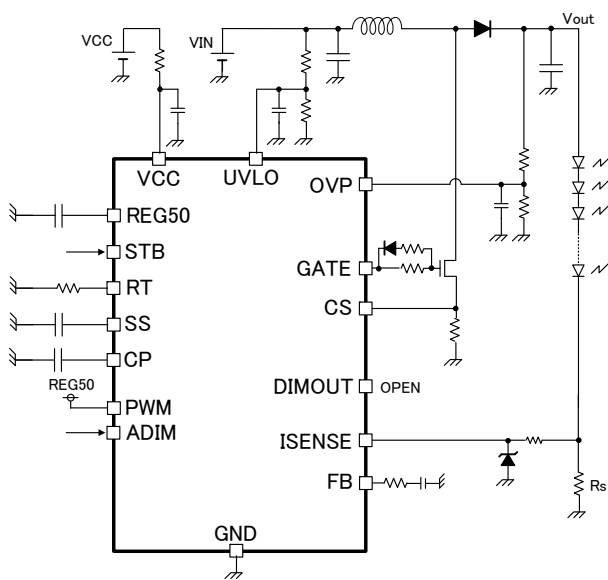 VCC
VIN
Vout
VCC
UVLO
OVP
REG50
STB
GATE
RT
CS
SS
CP
REG50
DIMOUT
OPEN
PWM
ADIM
ISENSE
FB
Rs
GND